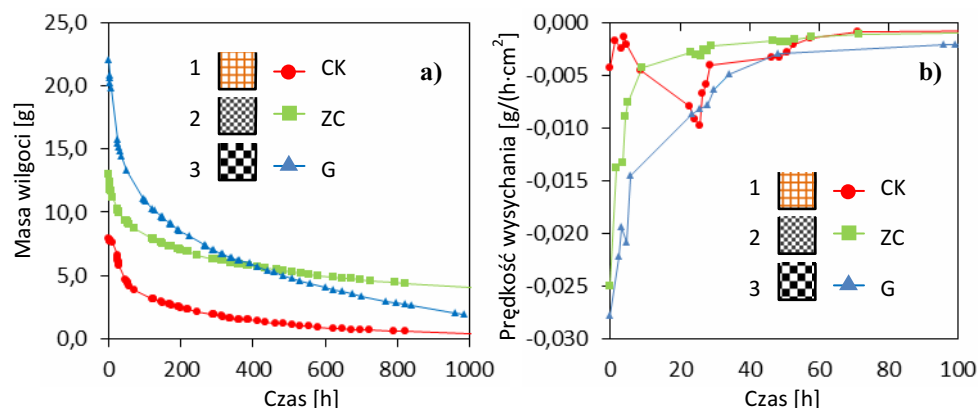 25,0
20,0
15,0
10,0
5,0
0,0
Masa wilgoci [g]
1 CK
2 ZC
3 G
a)
0 200 400 600 800 1000
Czas [h]
0,000
-0,005
-0,010
-0,015
-0,020
-0,025
-0,030
Prędkość wysychania [g/(h·cm²]
b)
1 CK
2 ZC
3 G
0 20 40 60 80 100
Czas [h]